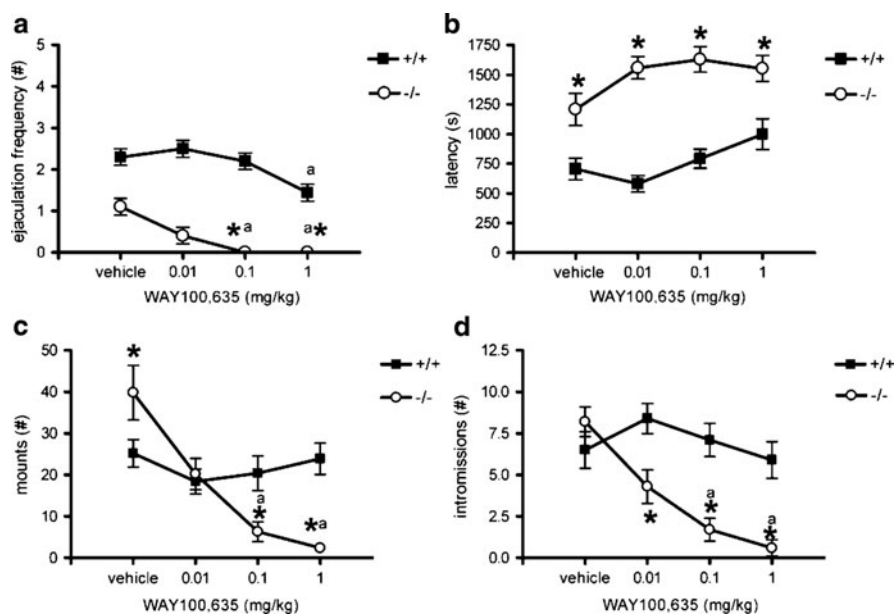 a
b
5
4
3
2
1
0
ejaculation frequency (#)
a
* a
a *
vehicle 0.01 0.1 1
WAY100,635 (mg/kg)
+/+
-/-
1750
1500
1250
1000
750
500
250
0
latency (s)
* * * *
vehicle 0.01 0.1 1
WAY100,635 (mg/kg)
+/+
-/-
c
d
50
40
30
20
10
0
mounts (#)
*
a
*
* a
vehicle 0.01 0.1 1
WAY100,635 (mg/kg)
+/+
-/-
12.5
10.0
7.5
5.0
2.5
0.0
intromissions (#)
*
a
*
a
*
vehicle 0.01 0.1 1
WAY100,635 (mg/kg)
+/+
-/-